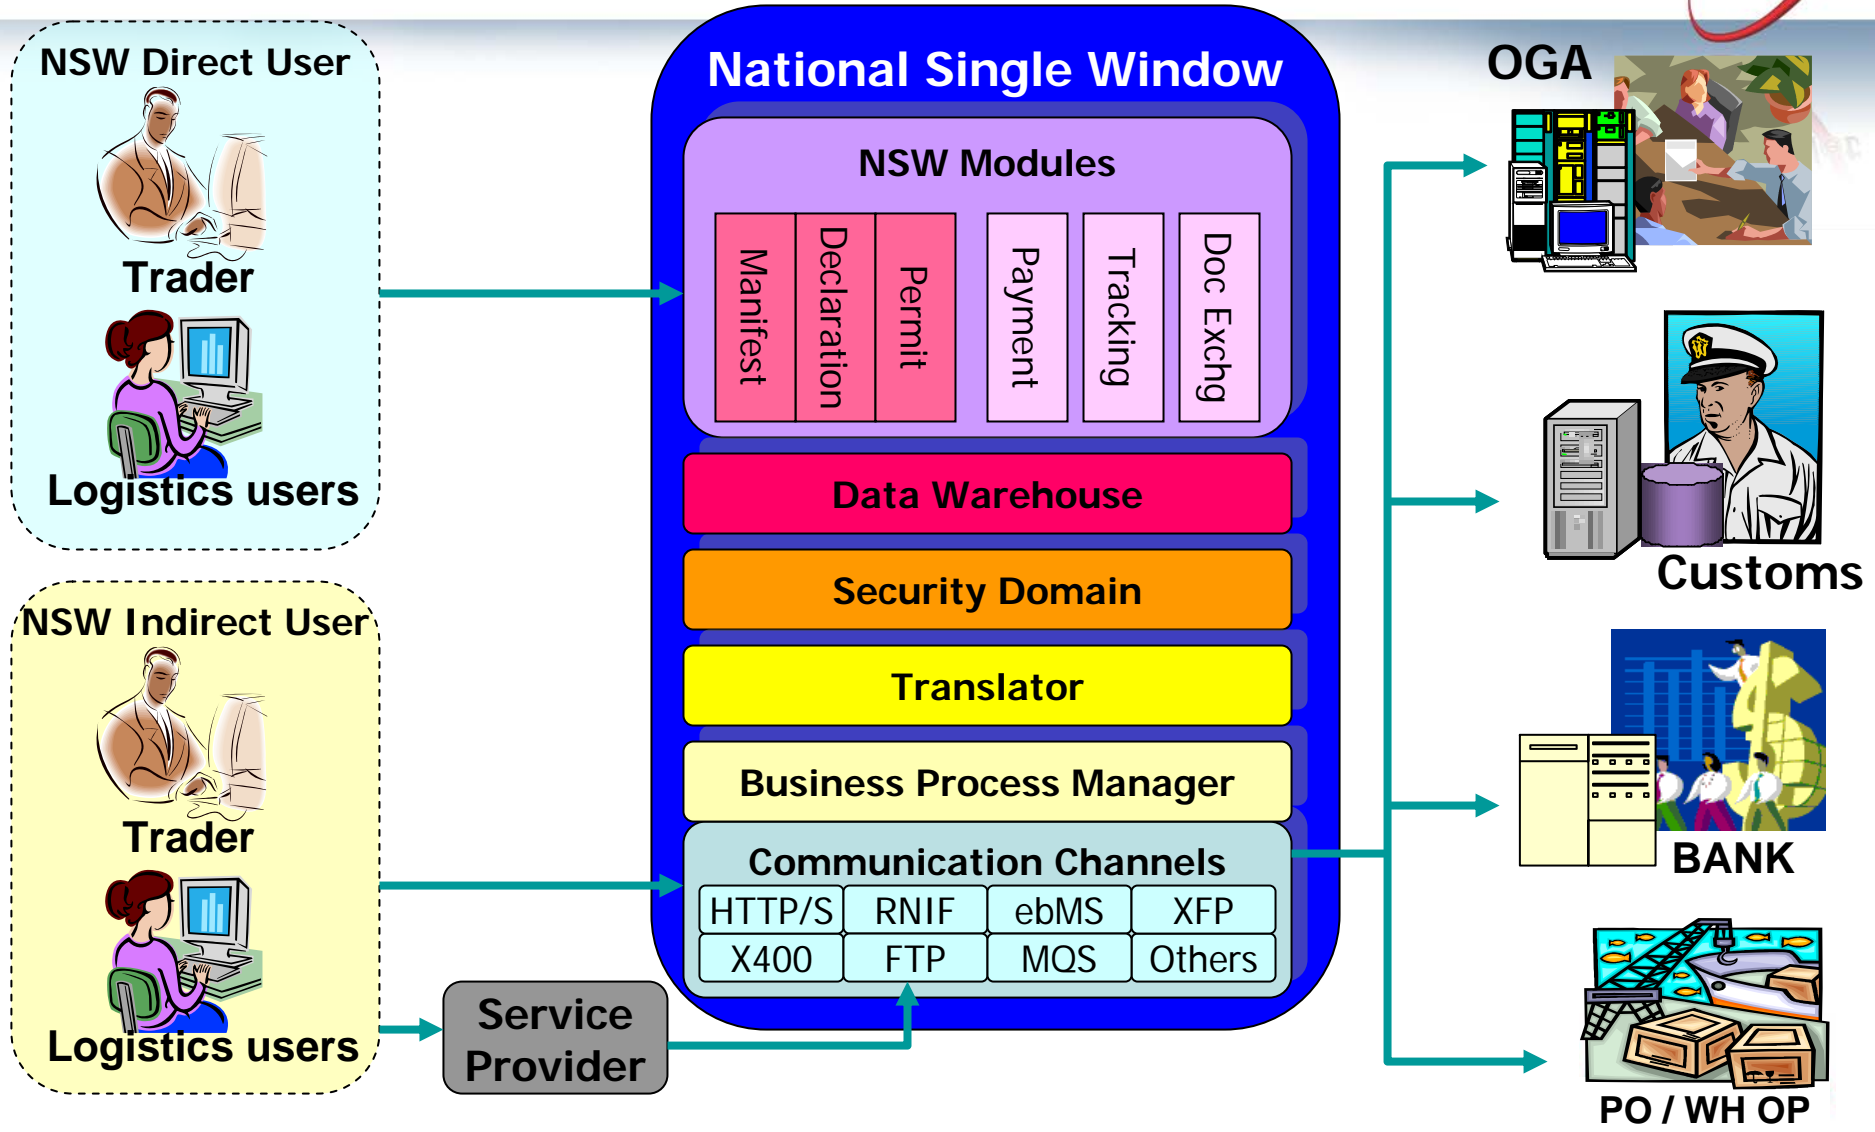 NSW Direct User
Trader
Logistics users
NSW Indirect User
Trader
Logistics users
Service
Provider
National Single Window
NSW Modules
Manifest
Declaration
Permit
Payment
Tracking
Doc Exchg
Data Warehouse
Security Domain
Translator
Business Process Manager
Communication Channels
HTTP/S RNIF ebMS XFP
X400 FTP MQS Others
OGA
Customs
BANK
PO / WH OP